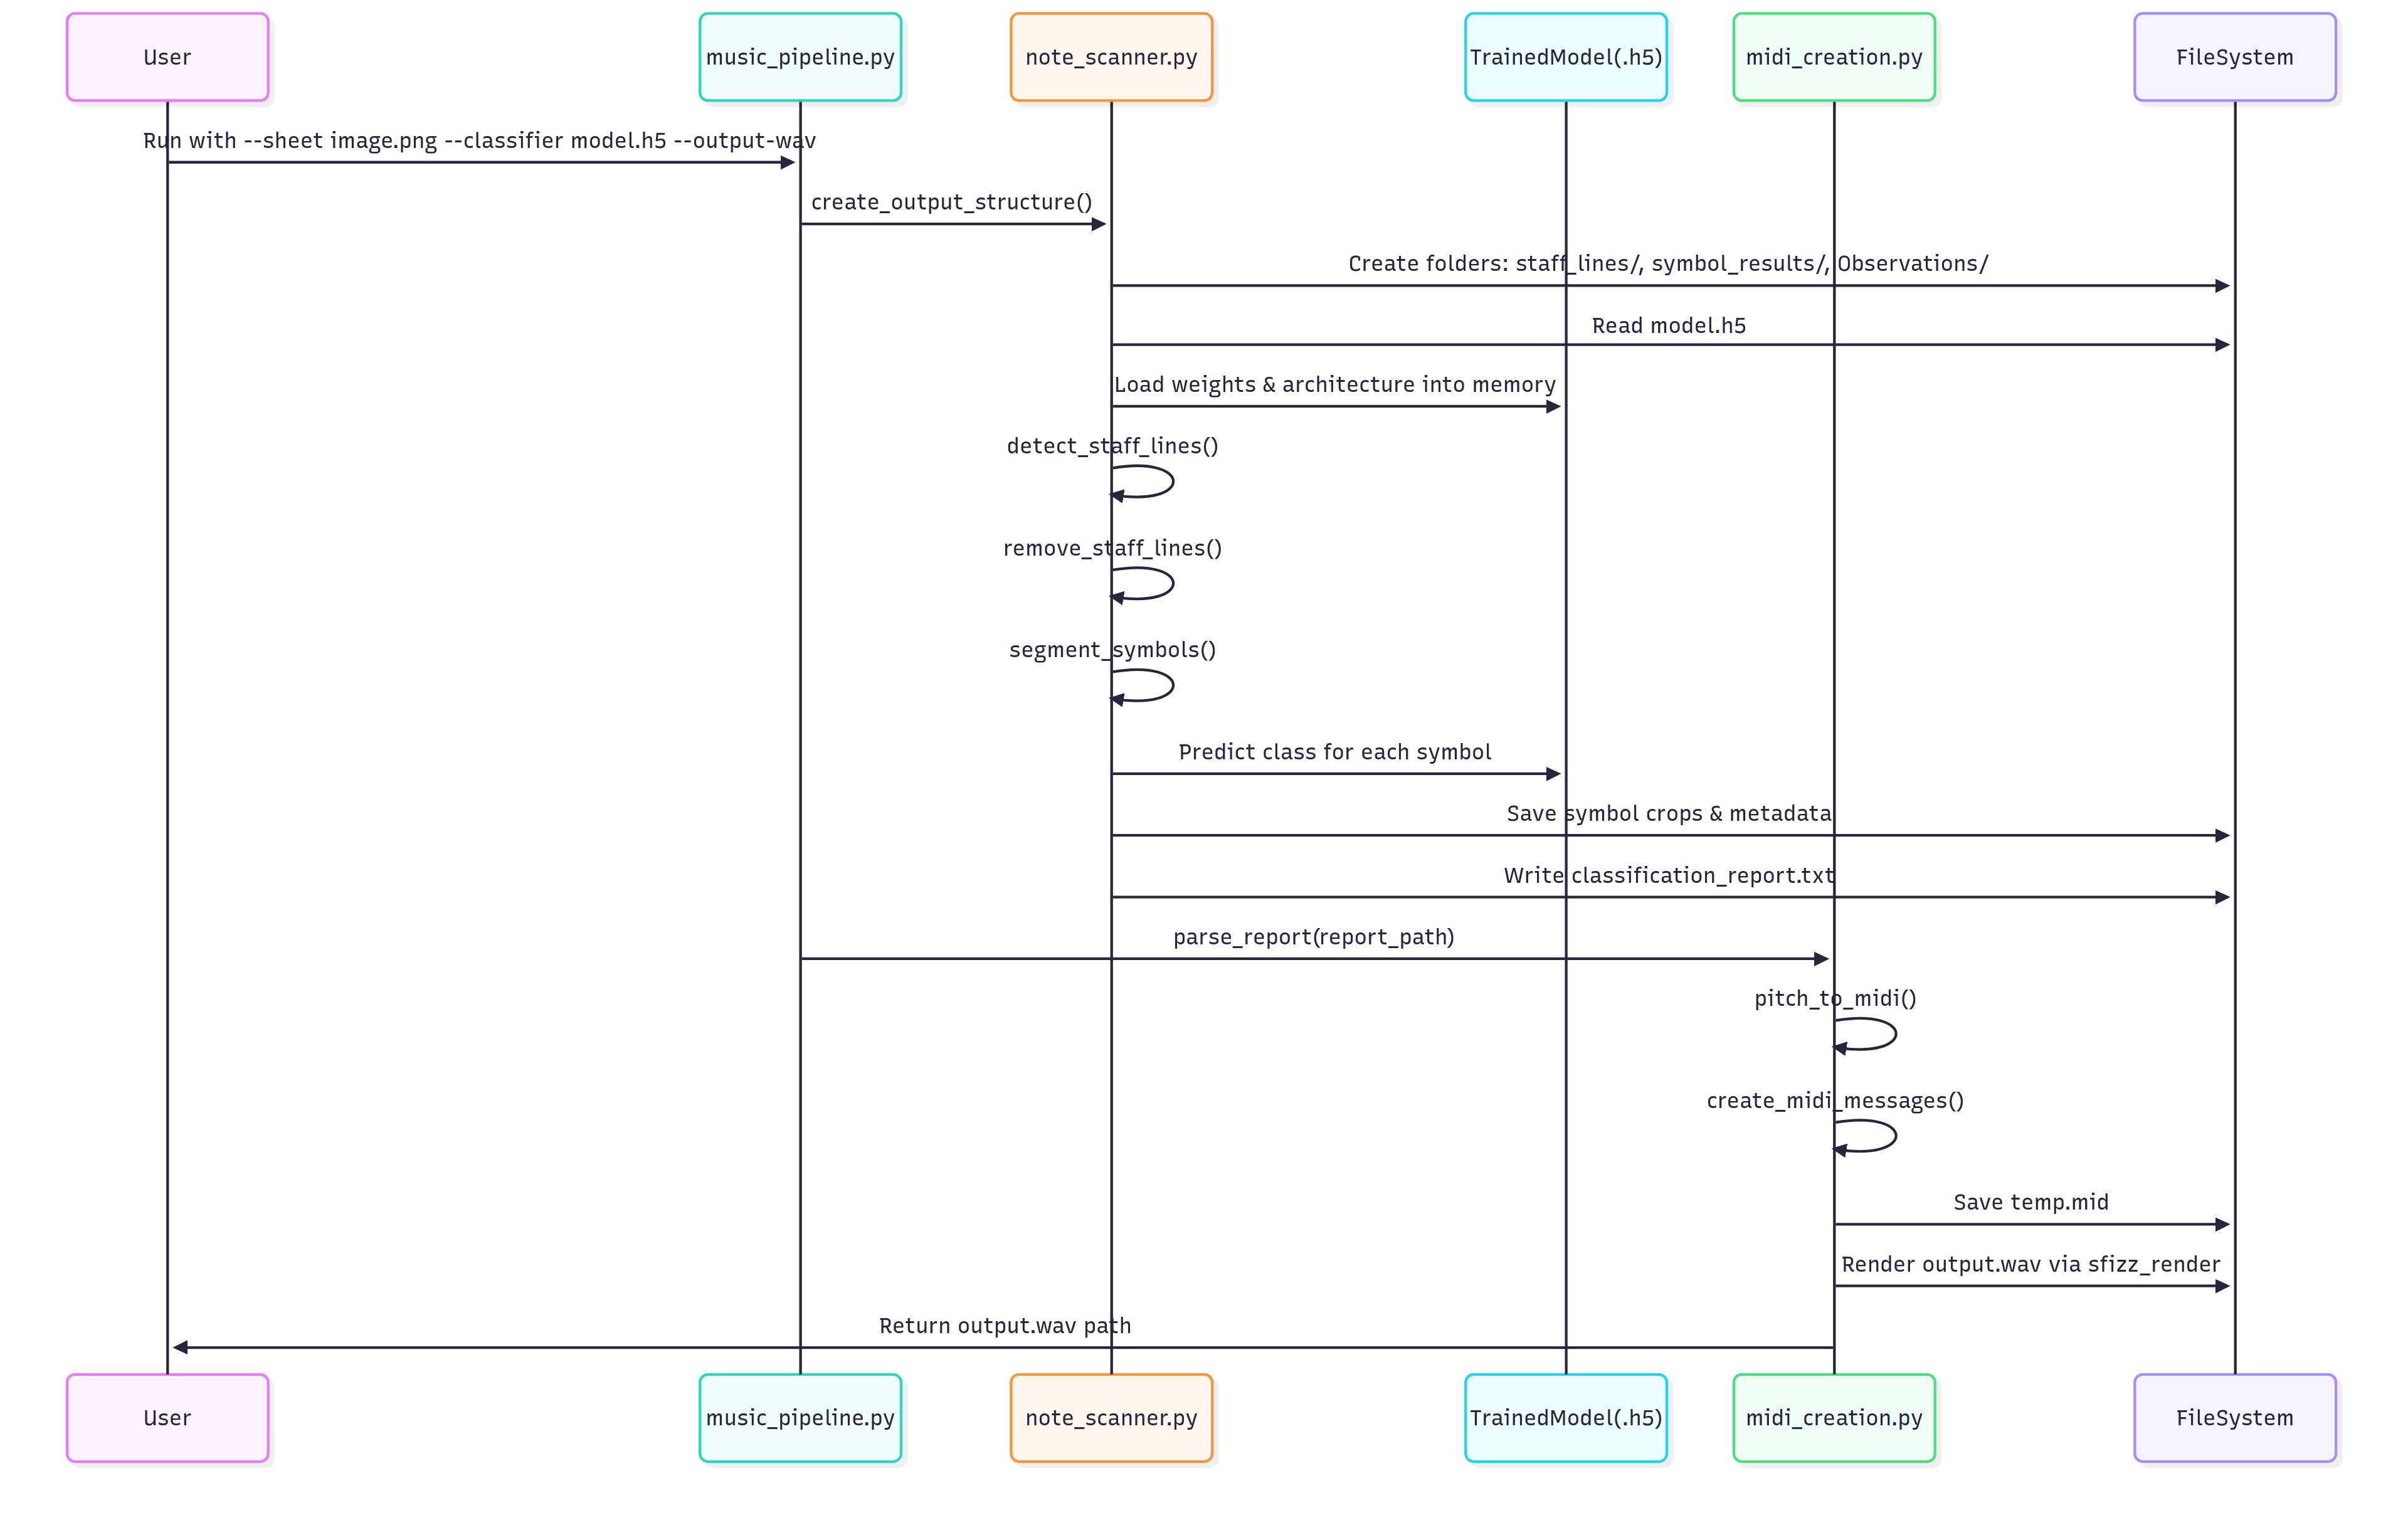 User
music_pipeline.py
note_scanner.py
TrainedModel(.h5)
midi_creation.py
FileSystem
Run with --sheet image.png --classifier model.h5 --output-wav
create_output_structure()
Create folders: staff_lines/, symbol_results/, Observations/
Read model.h5
Load weights & architecture into memory
detect_staff_lines()
remove_staff_lines()
segment_symbols()
Predict class for each symbol
Save symbol crops & metadata
Write classification_report.txt
parse_report(report_path)
pitch_to_midi()
create_midi_messages()
Save temp.mid
Render output.wav via sfizz_render
Return output.wav path
User
music_pipeline.py
note_scanner.py
TrainedModel(.h5)
midi_creation.py
FileSystem